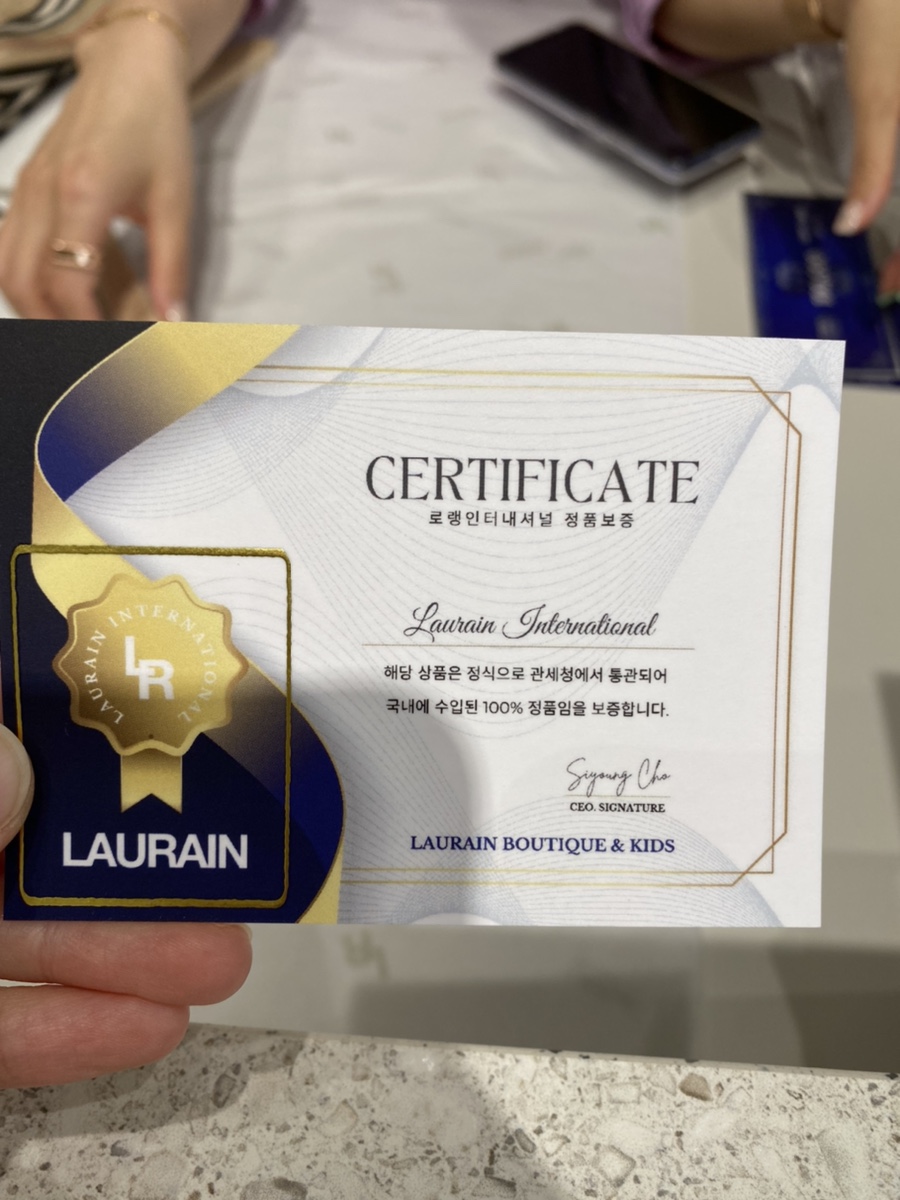 CERTIFICATE
로랭인터내셔널 정품보증
Laurain International
해당 상품은 정식으로 관세청에서 통관되어
국내에 수입된 100% 정품임을 보증합니다.
Siyoung Cho
CEO. SIGNATURE
LAURAIN BOUTIQUE & KIDS
LAURAIN INTERNATIONAL
LR
LAURAIN